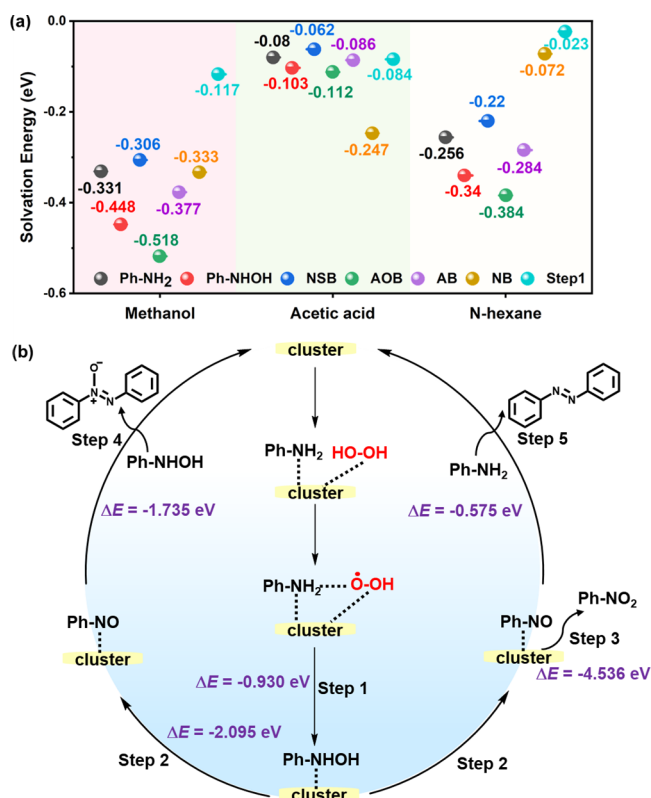 (a)
Solvation Energy (eV)
0.0
-0.2
-0.4
-0.6
-0.331
-0.448
-0.306
-0.518
-0.377
-0.333
-0.117
-0.08
-0.103
-0.062
-0.112
-0.086
-0.247
-0.084
-0.256
-0.34
-0.22
-0.384
-0.284
-0.072
-0.023
Ph-NH₂ Ph-NHOH NSB AOB AB NB Step1
Methanol Acetic acid N-hexane
(b)
cluster
O⁻
N⁺
N
Step 4
Ph-NHOH
ΔE = -1.735 eV
N
N
Step 5
Ph-NH₂
ΔE = -0.575 eV
Ph-NH₂ HO-OH
cluster
Ph-NH₂ Ȯ-OH
cluster
Ph-NO
cluster
Ph-NO
cluster
Ph-NO₂
Step 3
ΔE = -4.536 eV
ΔE = -0.930 eV
Step 1
ΔE = -2.095 eV
Step 2
Step 2
Ph-NHOH
cluster